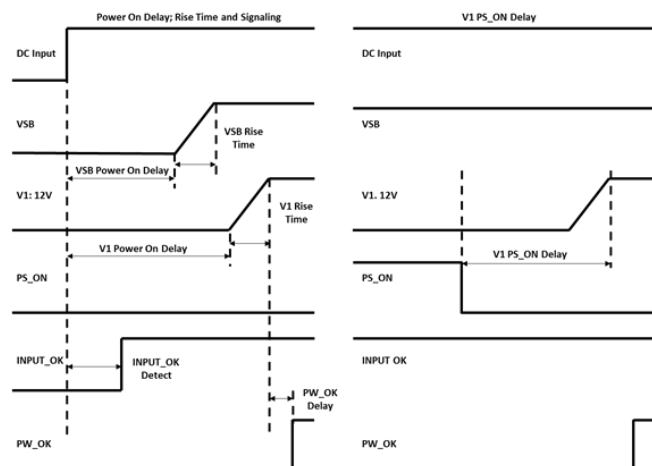 Power On Delay; Rise Time and Signaling
DC Input
VSB
VSB Rise
Time
VSB Power On Delay
V1: 12V
V1 Rise
Time
V1 Power On Delay
PS_ON
INPUT_OK
INPUT_OK
Detect
PW_OK
Delay
PW_OK
V1 PS_ON Delay
DC Input
VSB
V1. 12V
V1 PS_ON Delay
PS_ON
INPUT OK
PW_OK